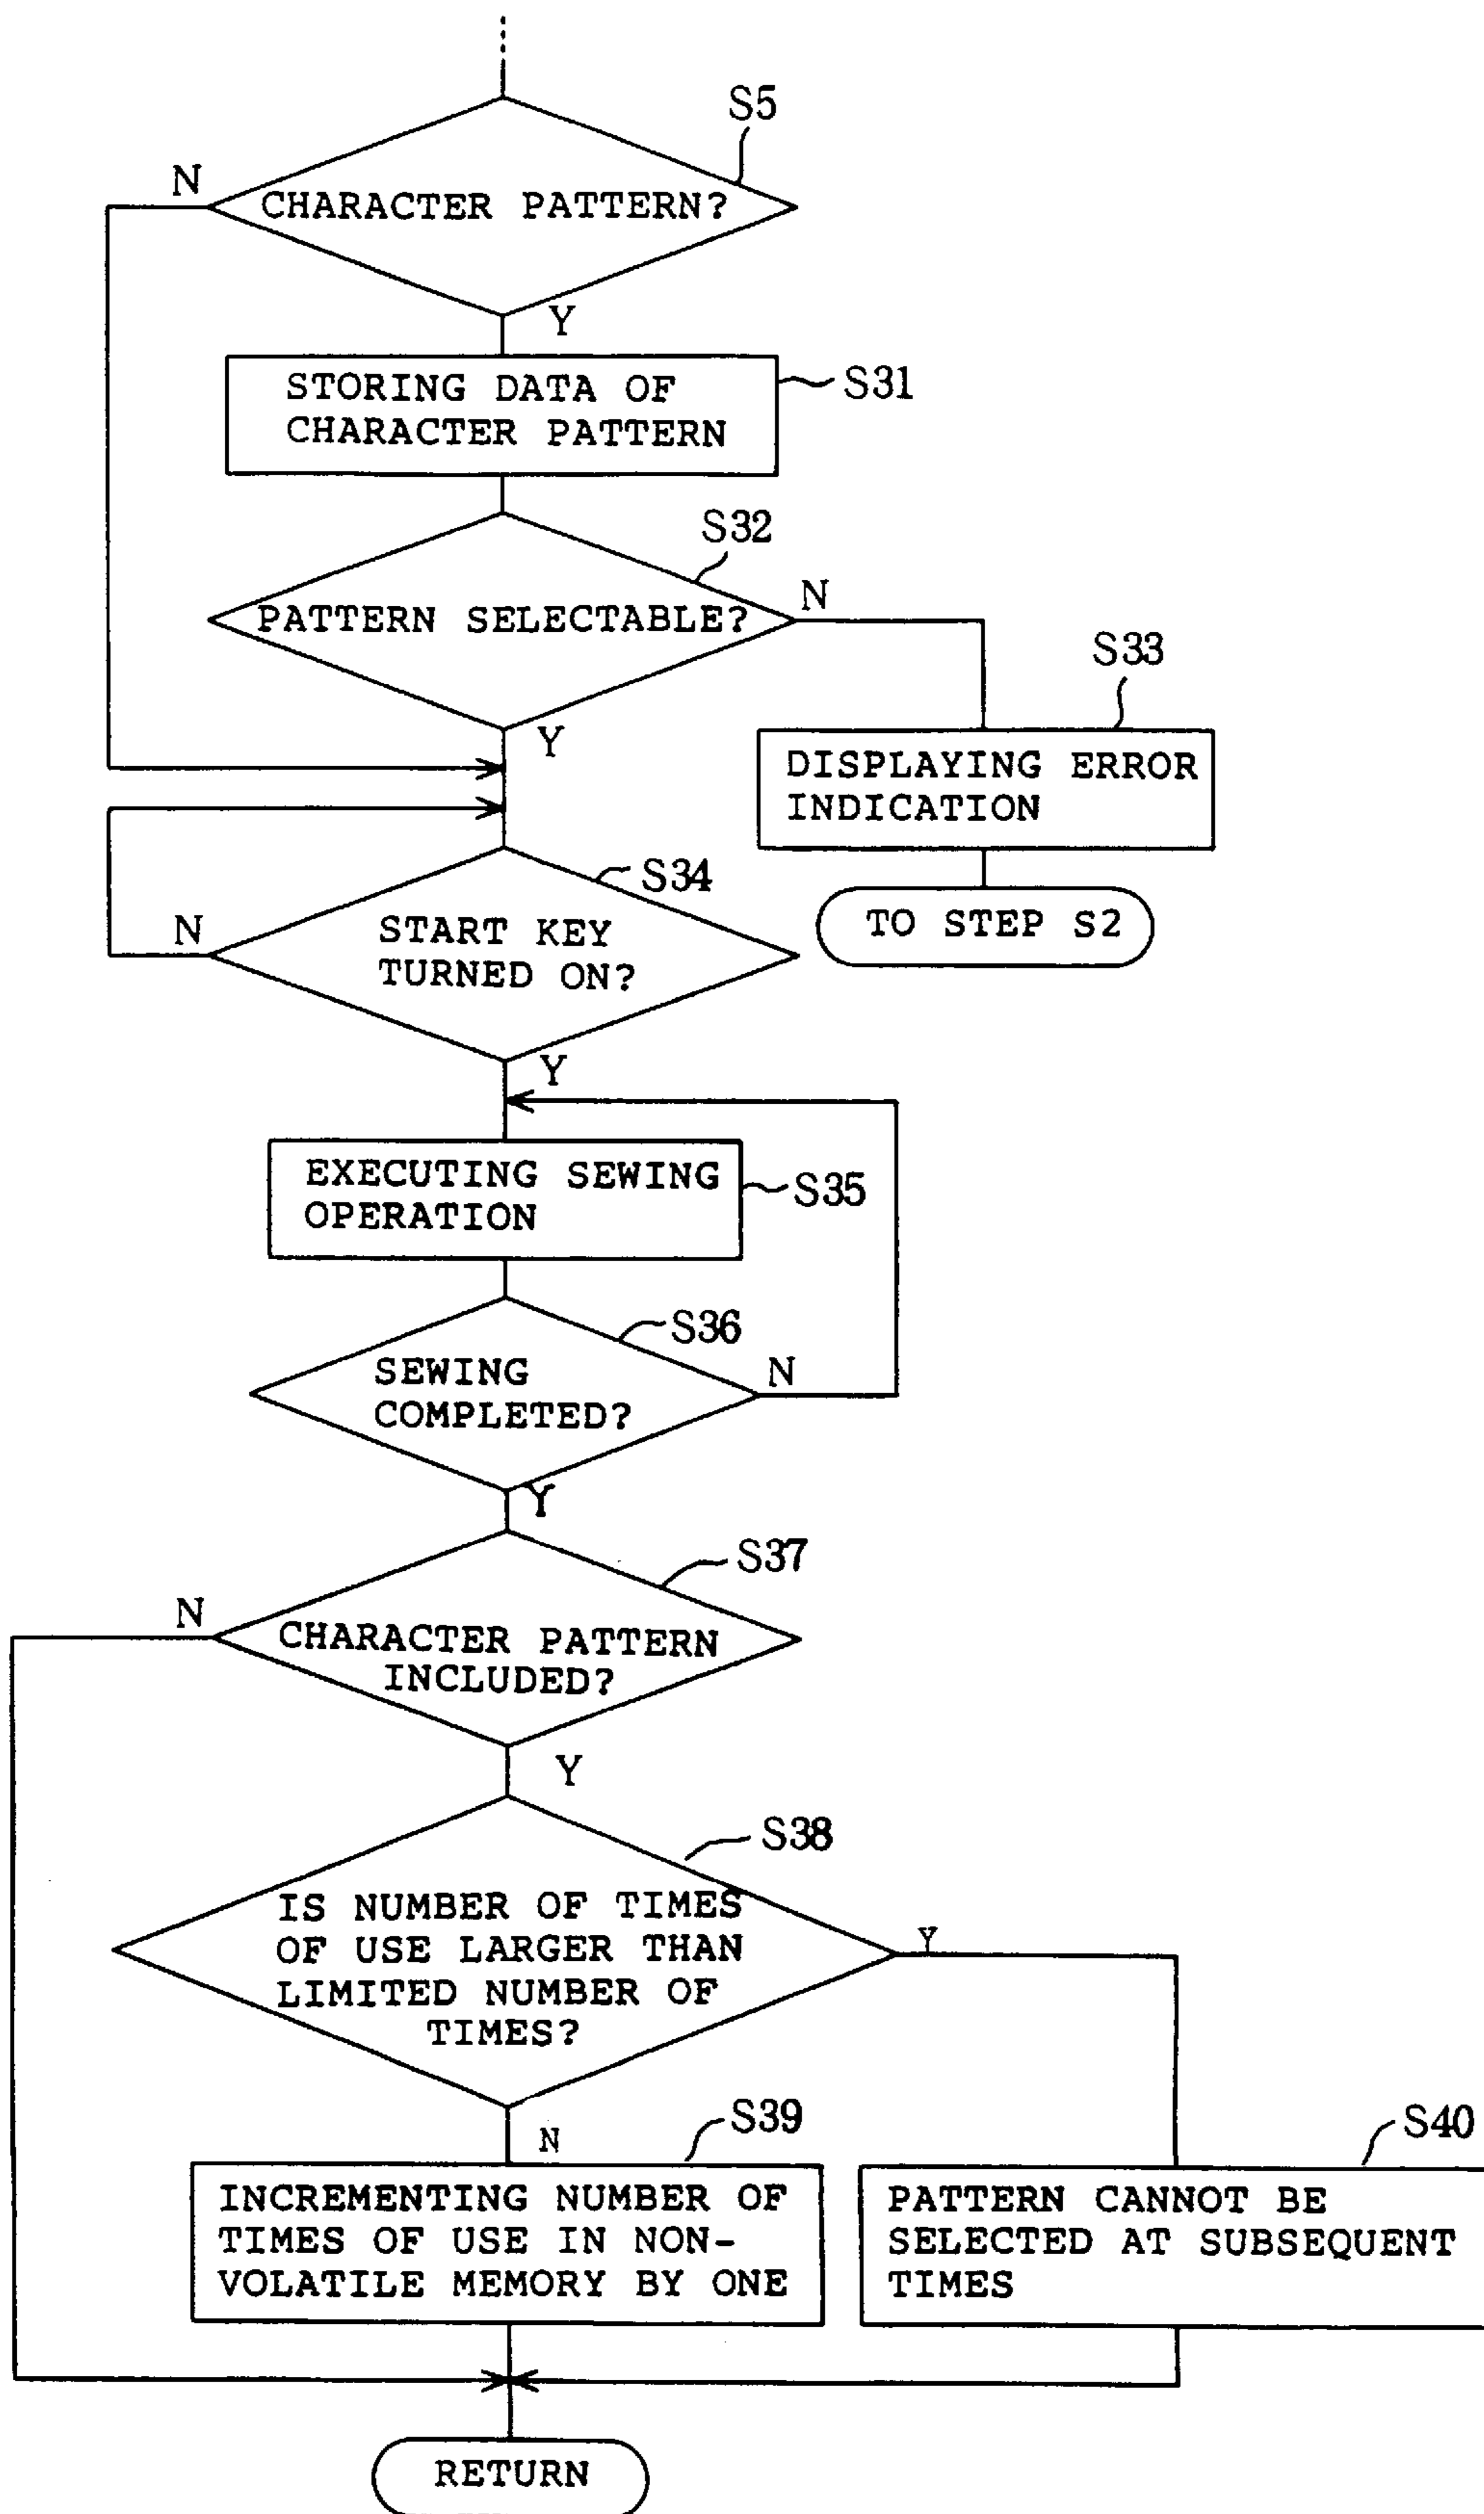 S5
N
CHARACTER PATTERN?
Y
STORING DATA OF
CHARACTER PATTERN
S31
S32
PATTERN SELECTABLE?
N
S33
Y
DISPLAYING ERROR
INDICATION
TO STEP S2
S34
N
START KEY
TURNED ON?
Y
EXECUTING SEWING
OPERATION
S35
S36
SEWING
COMPLETED?
N
Y
S37
N
CHARACTER PATTERN
INCLUDED?
Y
S38
IS NUMBER OF TIMES
OF USE LARGER THAN
LIMITED NUMBER OF
TIMES?
Y
N
S39
INCREMENTING NUMBER OF
TIMES OF USE IN NON-
VOLATILE MEMORY BY ONE
S40
PATTERN CANNOT BE
SELECTED AT SUBSEQUENT
TIMES
RETURN